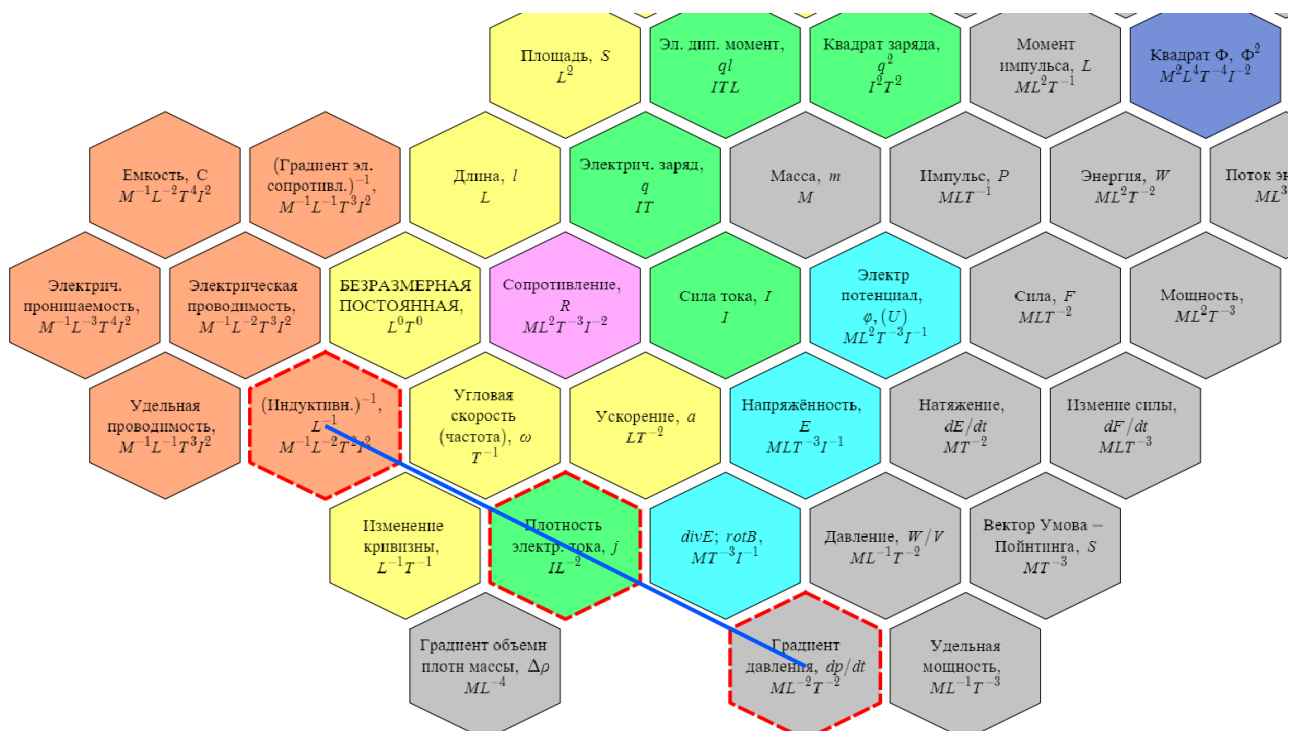 Площадь, S
L²
Эл. дип. момент,
ql
ITL
Квадрат заряда,
q²
I²T²
Момент
импульса, L
ML²T⁻¹
Квадрат Ф, Φ²
M²L⁴T⁻⁴I⁻²
Емкость, C
M⁻¹L⁻²T⁴I²
(Градиент эл.
сопротивл.)⁻¹,
M⁻¹L⁻¹T³I²
Длина, l
L
Электрич. заряд,
q
IT
Масса, m
M
Импульс, P
MLT⁻¹
Энергия, W
ML²T⁻²
Поток эн
ML³
Электрич.
проницаемость,
M⁻¹L⁻³T⁴I²
Электрическая
проводимость,
M⁻¹L⁻²T³I²
БЕЗРАЗМЕРНАЯ
ПОСТОЯННАЯ,
L⁰T⁰
Сопротивление,
R
ML²T⁻³I⁻²
Сила тока, I
I
Электр
потенциал,
φ, (U)
ML²T⁻³I⁻¹
Сила, F
MLT⁻²
Мощность,
ML²T⁻³
Удельная
проводимость,
M⁻¹L⁻¹T³I²
(Индуктивн.)⁻¹,
L⁻¹
M⁻¹L⁻²T²I²
Угловая
скорость
(частота), ω
T⁻¹
Ускорение, a
LT⁻²
Напряжённость,
E
MLT⁻³I⁻¹
Натяжение,
dE/dt
MT⁻²
Измение силы,
dF/dt
MLT⁻³
Изменение
кривизны,
L⁻¹T⁻¹
Плотность
электр. тока, j
IL⁻²
divE; rotB,
MT⁻³I⁻¹
Давление, W/V
ML⁻¹T⁻²
Вектор Умова −
Пойнтинга, S
MT⁻³
Градиент объемн
плотн массы, Δρ
ML⁻⁴
Градиент
давления, dp/dt
ML⁻²T⁻²
Удельная
мощность,
ML⁻¹T⁻³